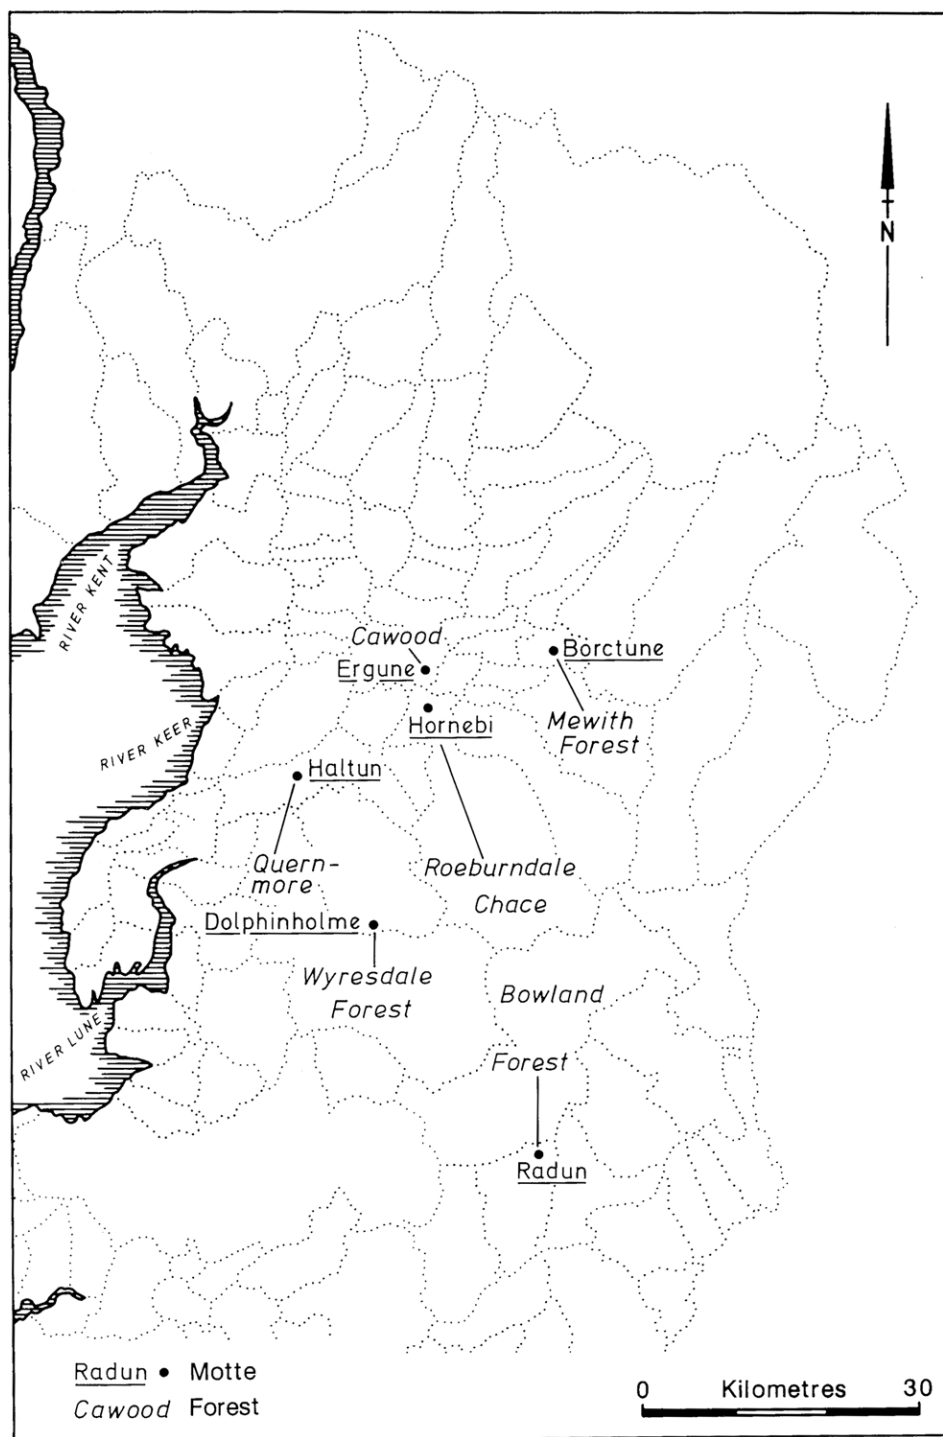 N
RIVER KENT
Cawood
Ergune
Borctune
Hornebi
Mewith
Forest
RIVER KEER
Haltun
Quern-
more
Roeburndale
Chace
Dolphinholme
Wyresdale
Forest
Bowland
RIVER LUNE
Forest
Radun
Radun • Motte
Cawood Forest
0 Kilometres 30